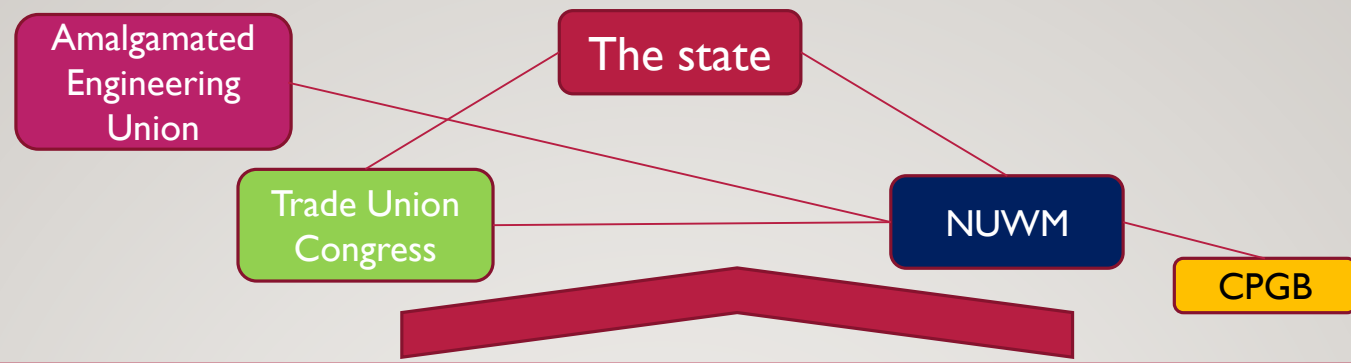 Amalgamated
Engineering
Union
The state
Trade Union
Congress
NUWM
CPGB